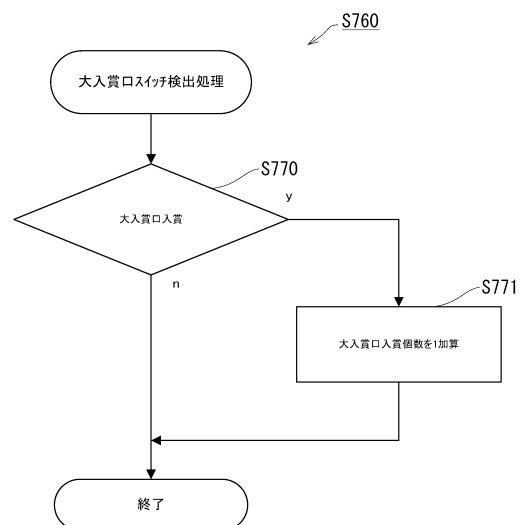 S760
大入賞口スイッチ検出処理
S770
大入賞口入賞
y
n
S771
大入賞口入賞個数を1加算
終了